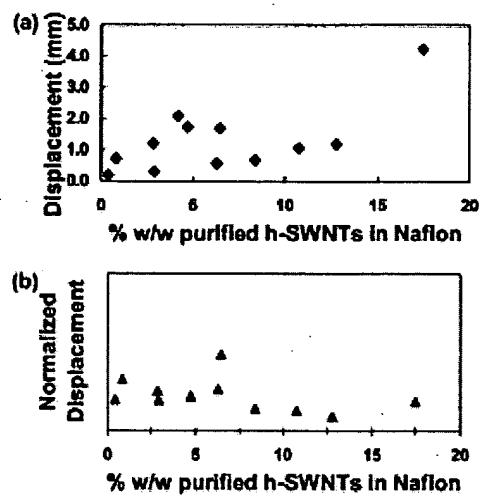 (a)
Displacement (mm)
5.0
4.0
3.0
2.0
1.0
0.0
0 5 10 15 20
% w/w purified h-SWNTs in Nafion
(b)
Normalized
Displacement
0 5 10 15 20
% w/w purified h-SWNTs in Nafion